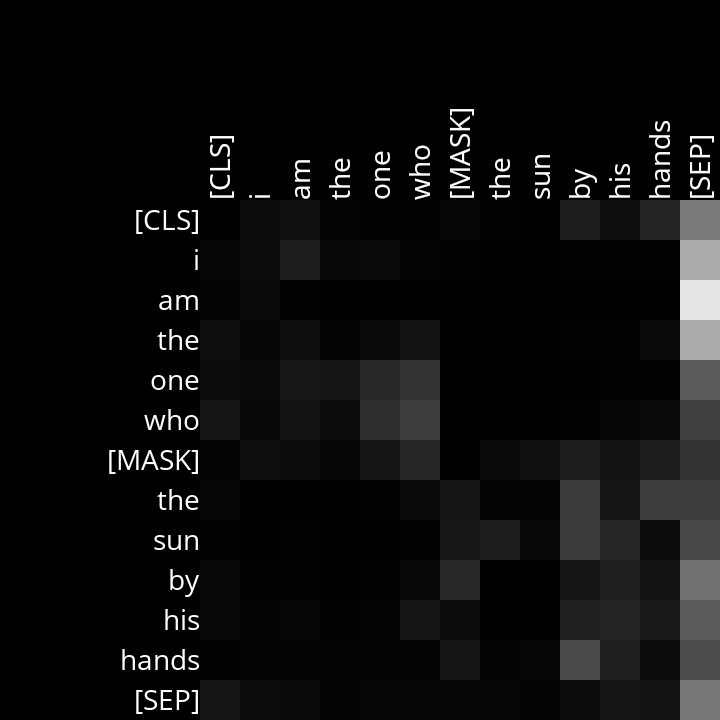 [CLS] i am the one who [MASK] the sun by his hands [SEP]
[CLS]
i
am
the
one
who
[MASK]
the
sun
by
his
hands
[SEP]